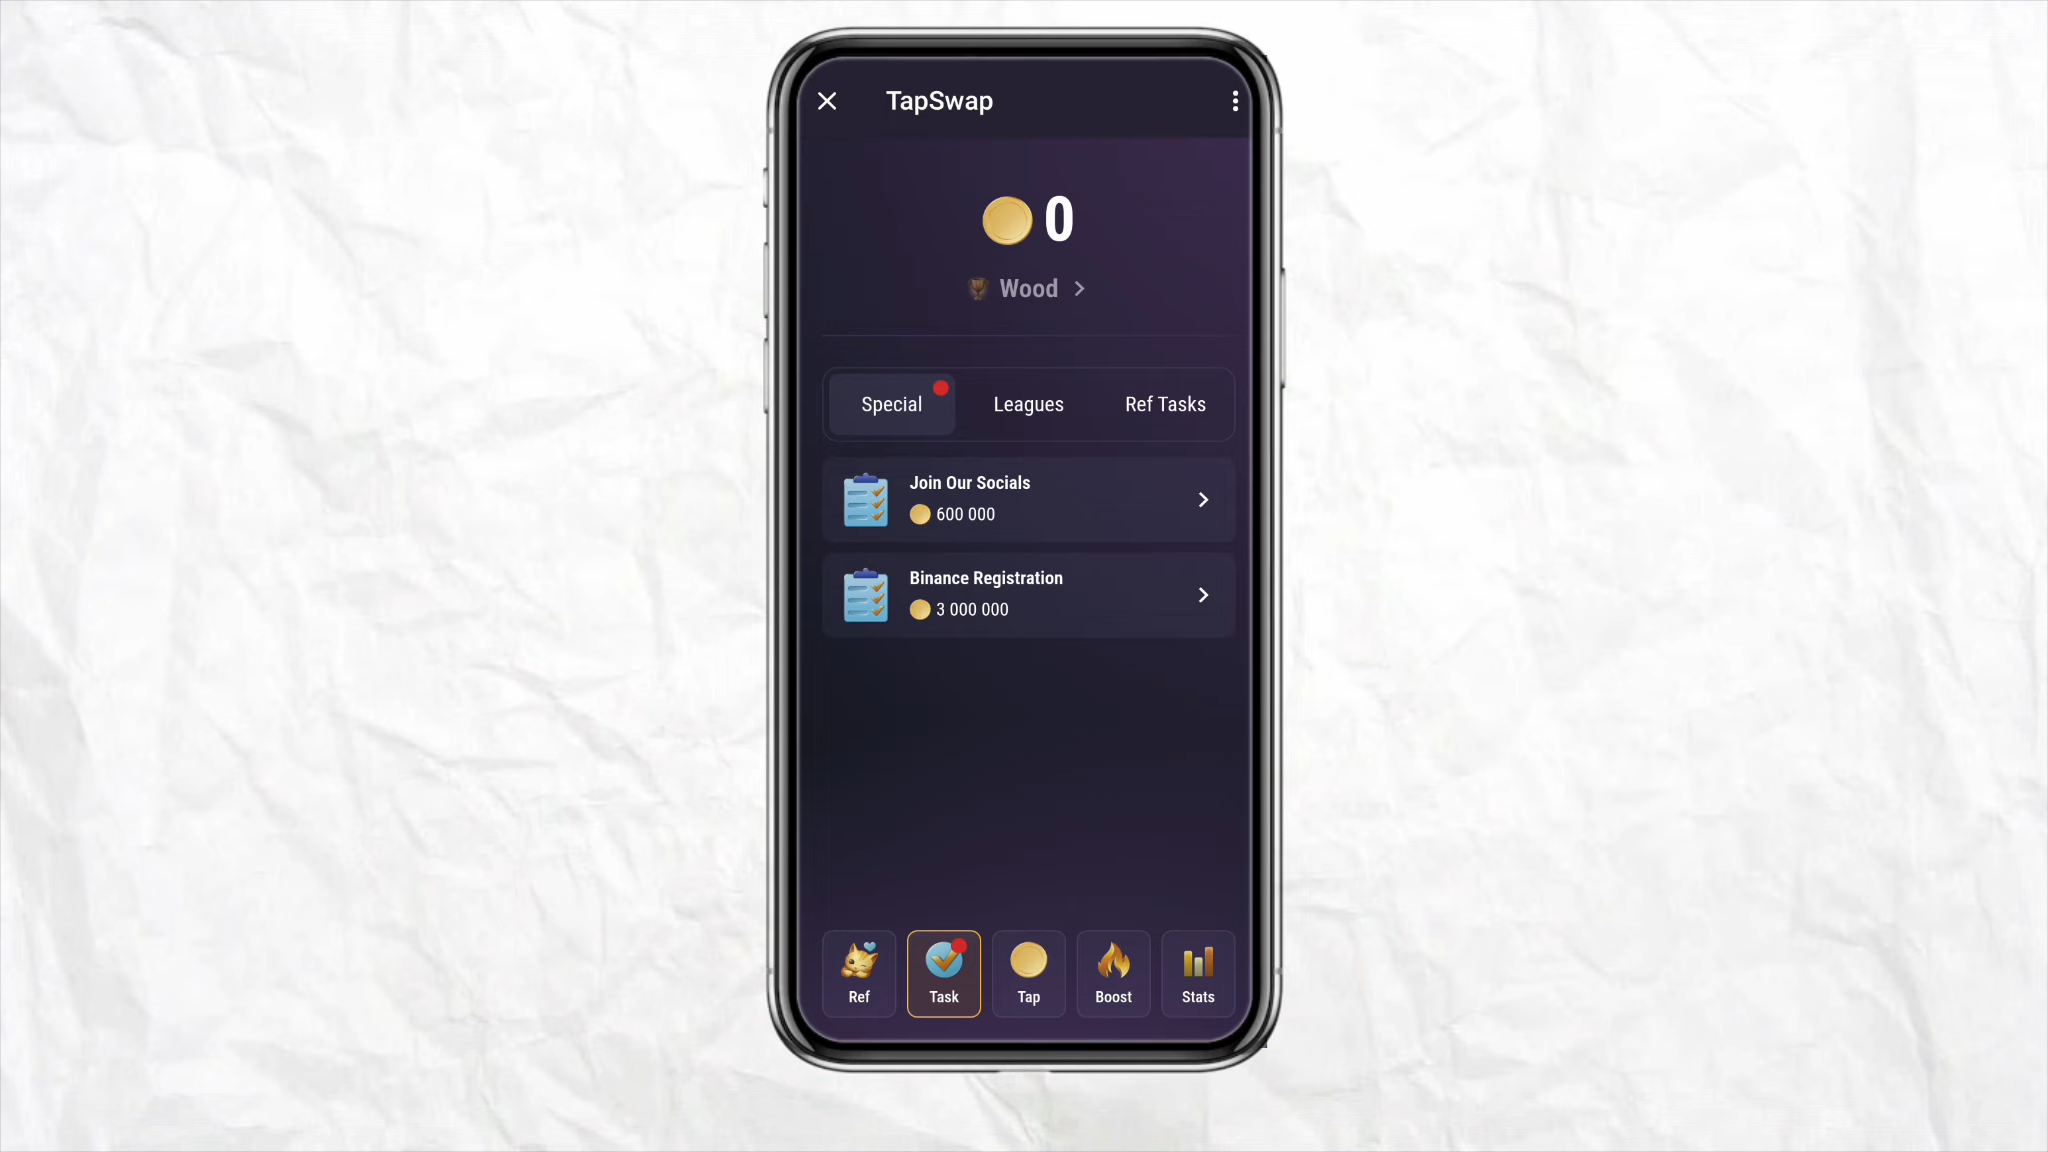 TapSwap
0
Wood
Special
Leagues
Ref Tasks
Join Our Socials
600 000
Binance Registration
3 000 000
Ref
Task
Tap
Boost
Stats